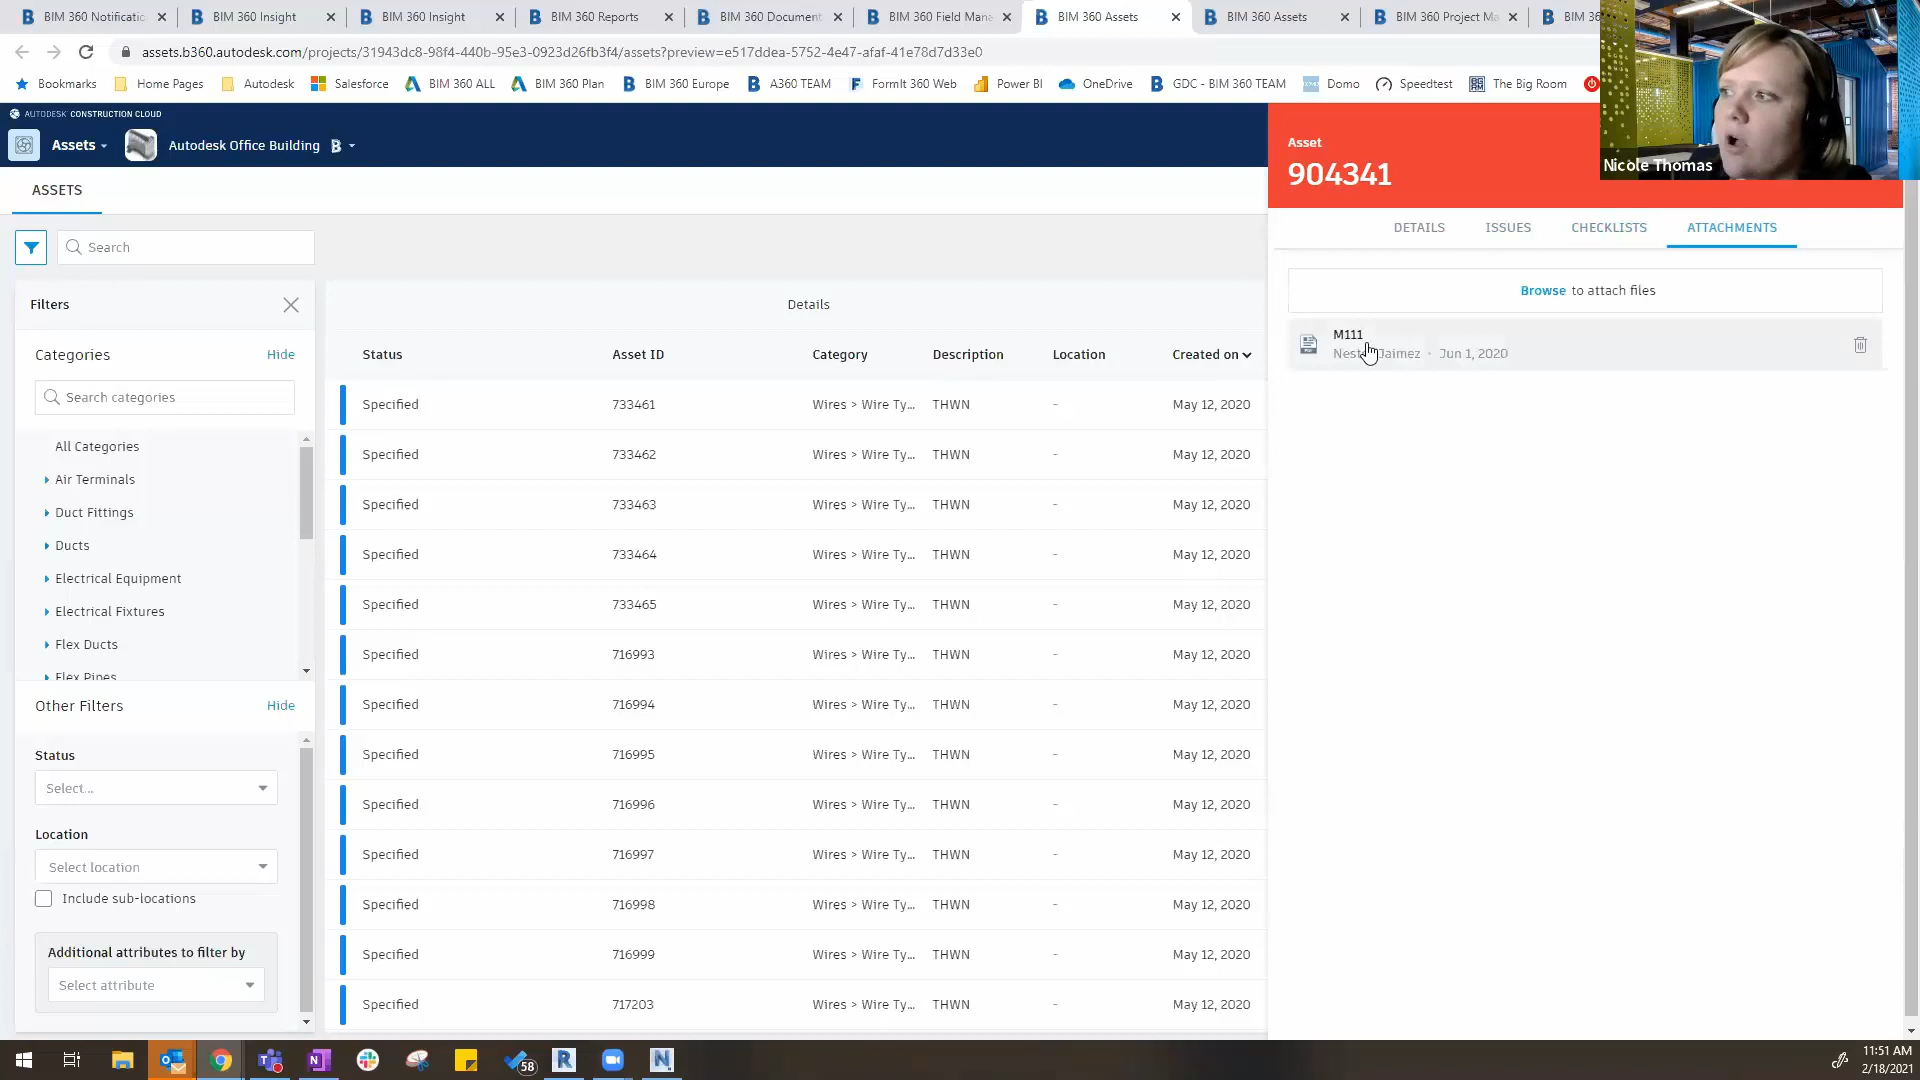 BIM 360 Notificatic
BIM 360 Insight
BIM 360 Insight
BIM 360 Reports
BIM 360 Document
BIM 360 Field Mana
BIM 360 Assets
BIM 360 Assets
BIM 360 Project Ma
BIM 36
assets.b360.autodesk.com/projects/31943dc8-98f4-440b-95e3-0923d26fb3f4/assets?preview=e517ddea-5752-4e47-afaf-41e78d7d33e0
Bookmarks Home Pages Autodesk Salesforce BIM 360 ALL BIM 360 Plan BIM 360 Europe A360 TEAM FormIt 360 Web Power BI OneDrive GDC - BIM 360 TEAM Domo Speedtest The Big Room
AUTODESK CONSTRUCTION CLOUD
Assets Autodesk Office Building B
ASSETS
Search
Filters
Categories Hide
Search categories
All Categories
Air Terminals
Duct Fittings
Ducts
Electrical Equipment
Electrical Fixtures
Flex Ducts
Flex Pipes
Other Filters Hide
Status
Select...
Location
Select location
Include sub-locations
Additional attributes to filter by
Select attribute
Details
Status Asset ID Category Description Location Created on
Specified 733461 Wires > Wire Ty... THWN - May 12, 2020
Specified 733462 Wires > Wire Ty... THWN - May 12, 2020
Specified 733463 Wires > Wire Ty... THWN - May 12, 2020
Specified 733464 Wires > Wire Ty... THWN - May 12, 2020
Specified 733465 Wires > Wire Ty... THWN - May 12, 2020
Specified 716993 Wires > Wire Ty... THWN - May 12, 2020
Specified 716994 Wires > Wire Ty... THWN - May 12, 2020
Specified 716995 Wires > Wire Ty... THWN - May 12, 2020
Specified 716996 Wires > Wire Ty... THWN - May 12, 2020
Specified 716997 Wires > Wire Ty... THWN - May 12, 2020
Specified 716998 Wires > Wire Ty... THWN - May 12, 2020
Specified 716999 Wires > Wire Ty... THWN - May 12, 2020
Specified 717203 Wires > Wire Ty... THWN - May 12, 2020
Asset
904341
DETAILS ISSUES CHECKLISTS ATTACHMENTS
Browse to attach files
M111
Jaimez · Jun 1, 2020
Nicole Thomas
58
11:51 AM
2/18/2021